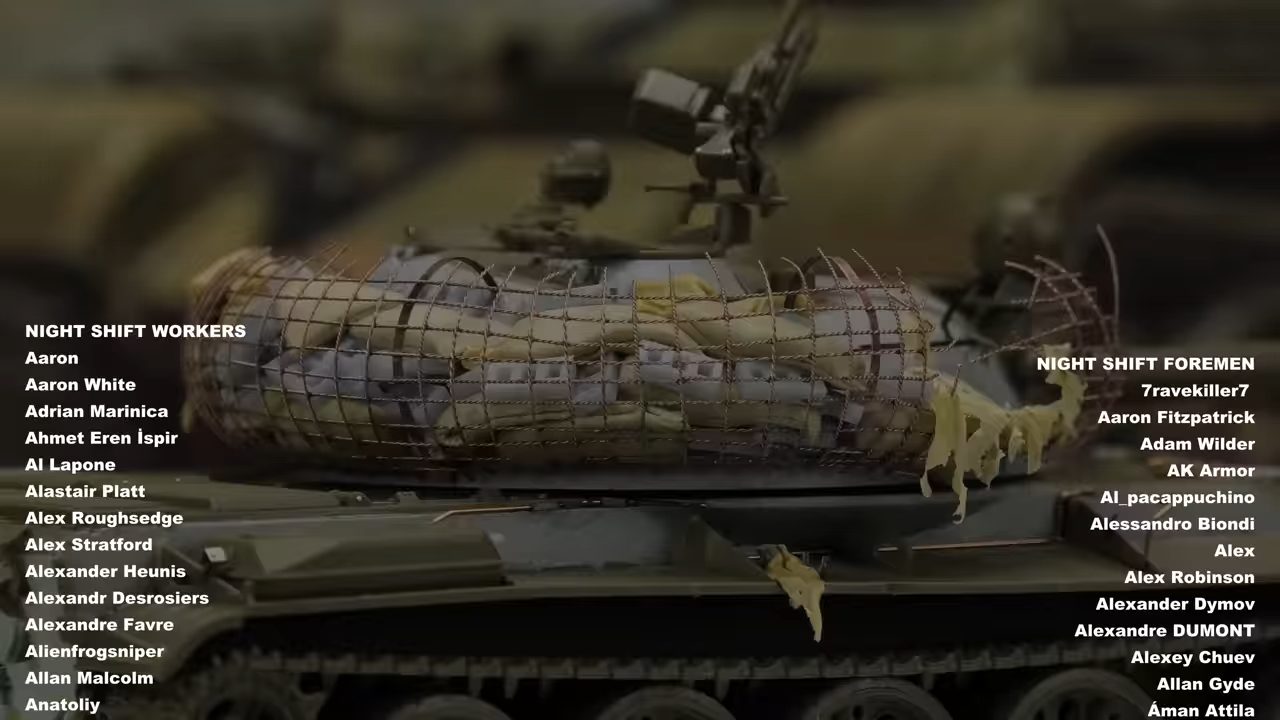 NIGHT SHIFT WORKERS
Aaron
Aaron White
Adrian Marinica
Ahmet Eren İspir
Al Lapone
Alastair Platt
Alex Roughsedge
Alex Stratford
Alexander Heunis
Alexandr Desrosiers
Alexandre Favre
Alienfrogsniper
Allan Malcolm
Anatoliy
NIGHT SHIFT FOREMEN
7ravekiller7
Aaron Fitzpatrick
Adam Wilder
AK Armor
Al_pacappuchino
Alessandro Biondi
Alex
Alex Robinson
Alexander Dymov
Alexandre DUMONT
Alexey Chuev
Allan Gyde
Áman Attila